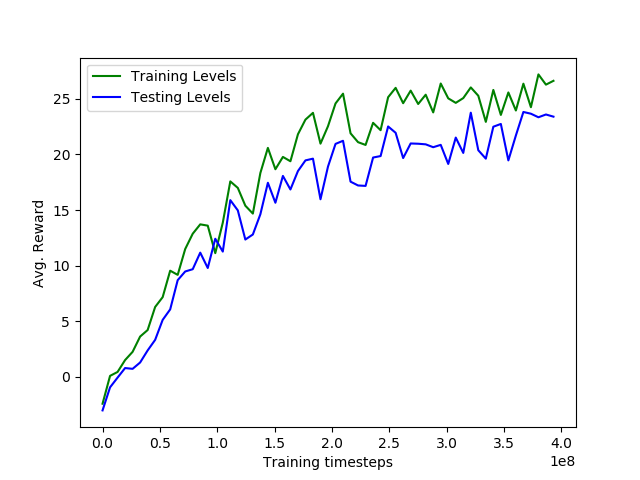 Training Levels
Testing Levels
25
20
15
10
5
0
Avg. Reward
0.0 0.5 1.0 1.5 2.0 2.5 3.0 3.5 4.0
1e8
Training timesteps